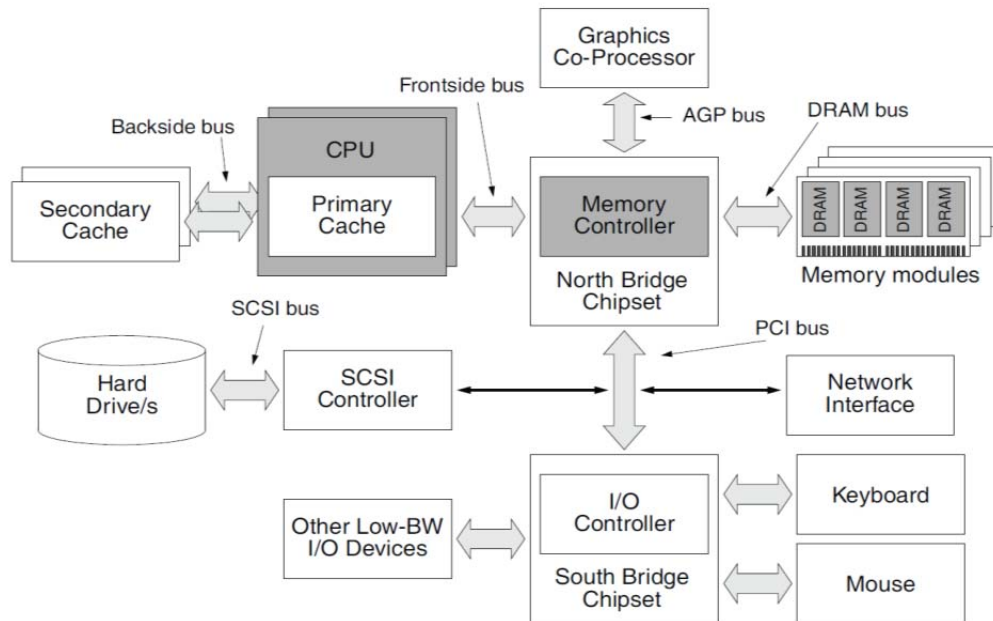 Graphics
Co-Processor
Frontside bus
AGP bus
DRAM bus
Backside bus
CPU
Secondary
Cache
Primary
Cache
Memory
Controller
DRAM
DRAM
DRAM
DRAM
North Bridge
Chipset
Memory modules
SCSI bus
PCI bus
Hard
Drive/s
SCSI
Controller
Network
Interface
Other Low-BW
I/O Devices
I/O
Controller
Keyboard
South Bridge
Chipset
Mouse